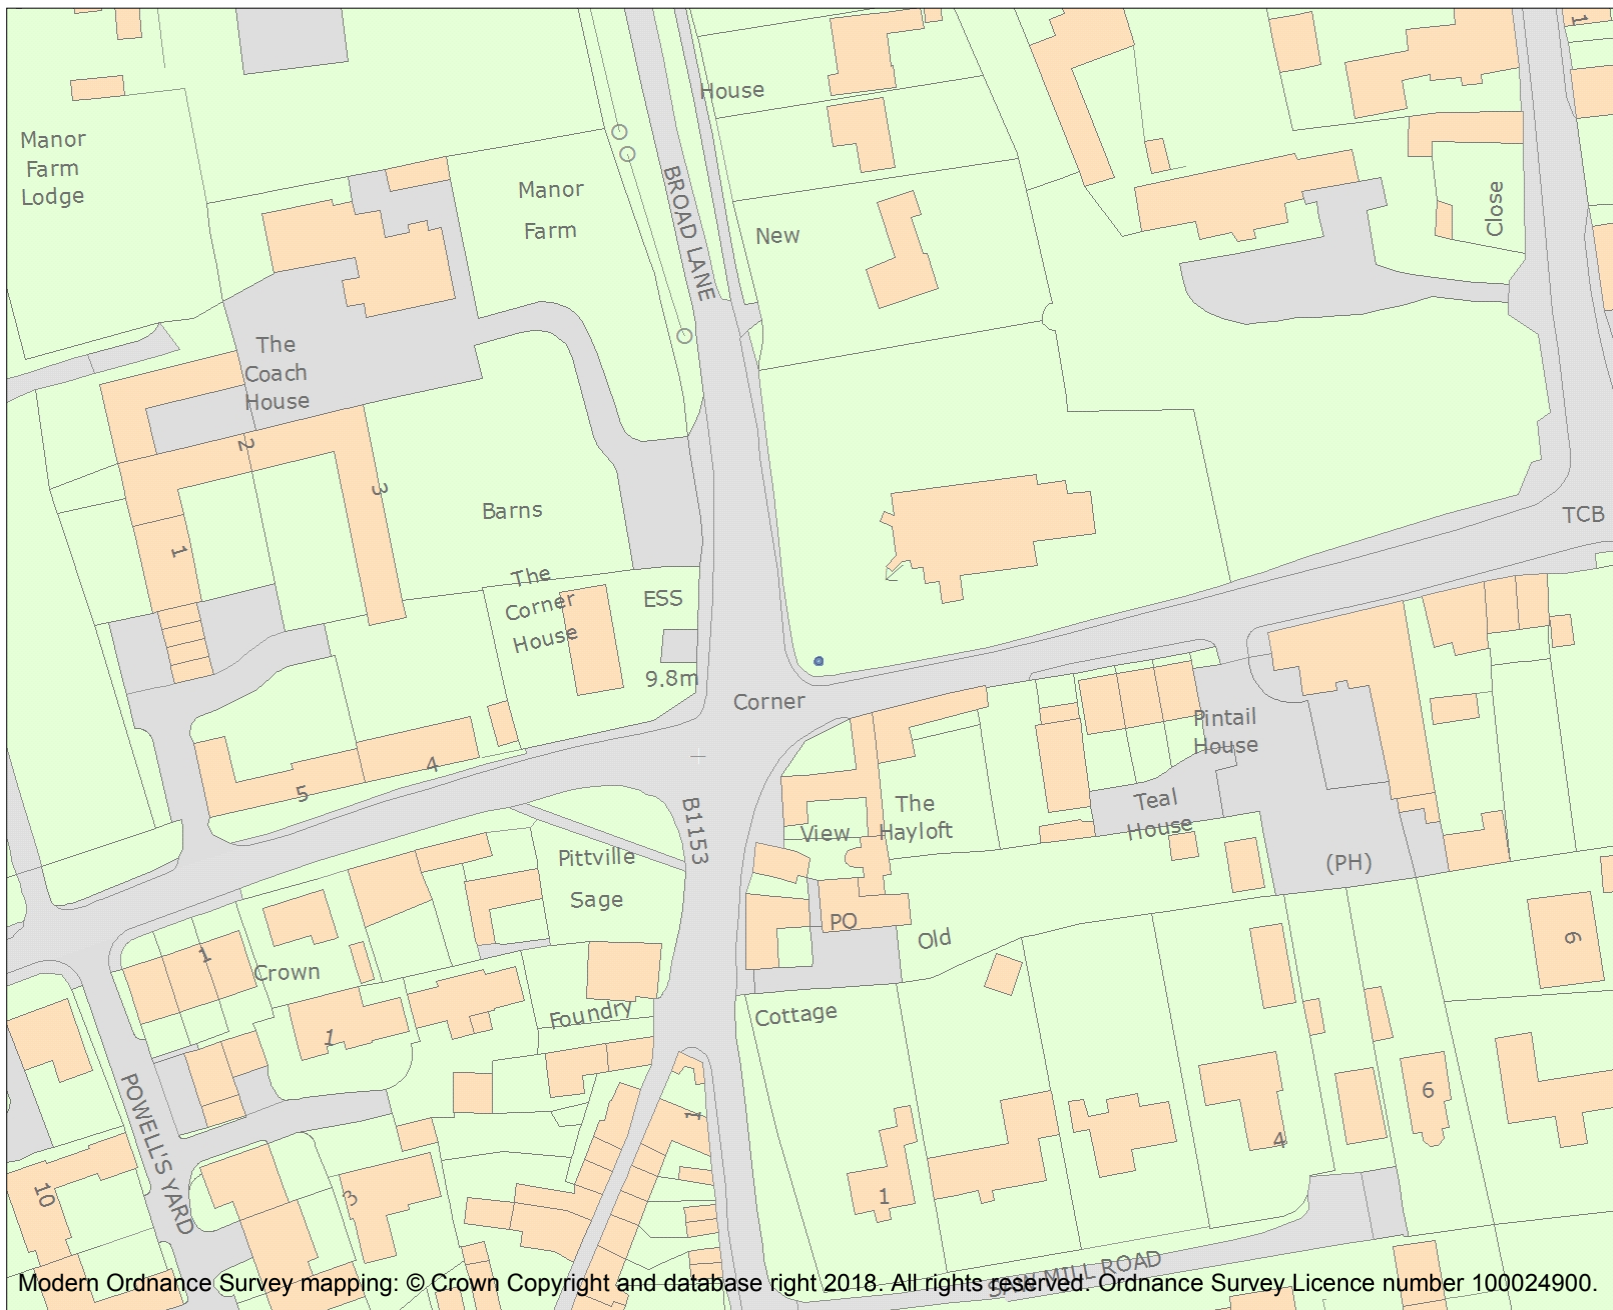 House
1
Manor
Farm
Lodge
Manor
Farm
BROAD LANE
New
Close
The
Coach
House
2
3
Barns
1
TCB
The
Corner
House
ESS
9.8m
Corner
Pintail
House
4
5
B1153
The
Hayloft
View
Teal
House
(PH)
Pittville
Sage
PO
Old
6
1
Crown
Foundry
Cottage
1
POWELL'S YARD
1
6
4
10
3
1
SAW MILL ROAD
Modern Ordnance Survey mapping: © Crown Copyright and database right 2018. All rights reserved. Ordnance Survey Licence number 100024900.